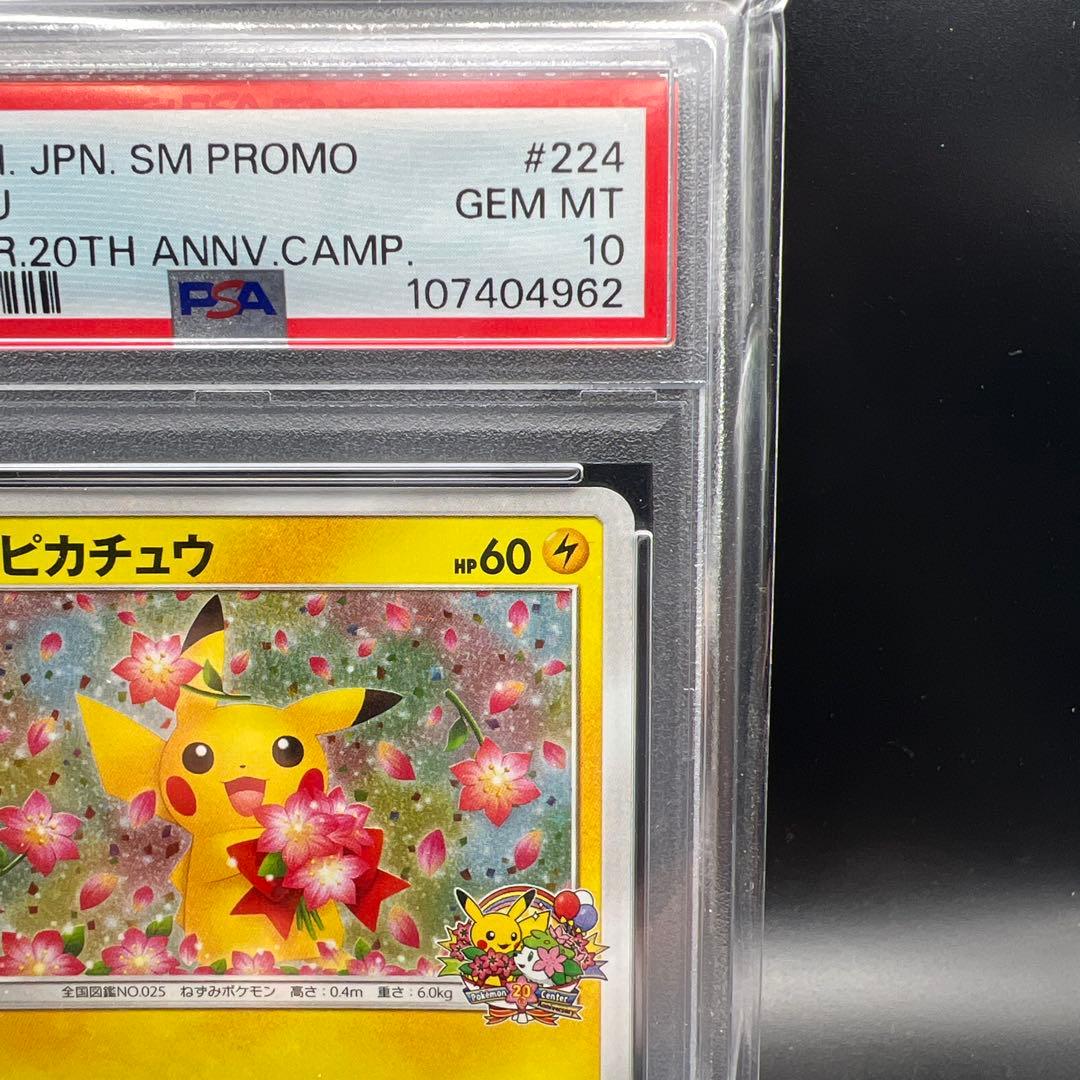 . JPN. SM PROMO #224
U GEM MT
R.20TH ANNV.CAMP. 10
PSA 107404962
ピカチュウ HP60
全国図鑑NO.025 ねずみポケモン 高さ:0.4m 重さ:6.0kg
Pokémon 20 Center
anniversary